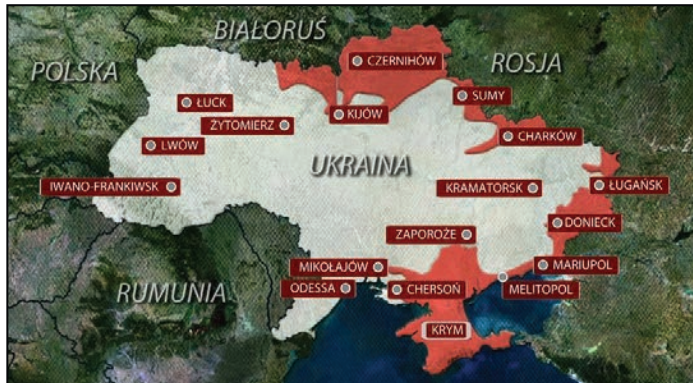 BIAŁORUŚ
POLSKA
ROSJA
CZERNIHÓW
ŁUCK
SUMY
KIJÓW
ŻYTOMIERZ
CHARKÓW
LWÓW
UKRAINA
IWANO-FRANKIWSK
KRAMATORSK
ŁUGAŃSK
DONIECK
ZAPOROŻE
MIKOŁAJÓW
MARIUPOL
RUMUNIA
ODESSA
CHERSOŃ
MELITOPOL
KRYM